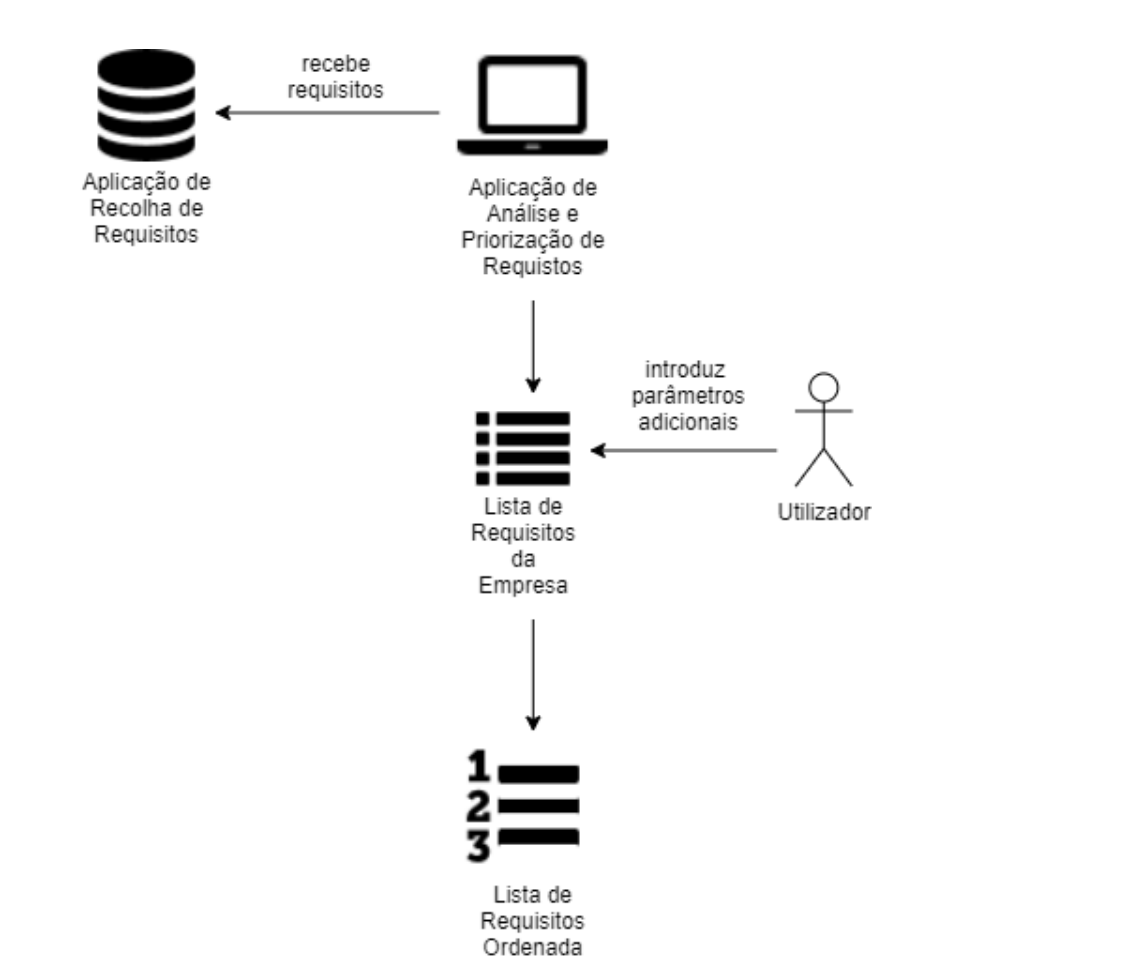 recebe
requisitos
Aplicação de
Recolha de
Requisitos
Aplicação de
Análise e
Priorização de
Requistos
introduz
parâmetros
adicionais
Utilizador
Lista de
Requisitos
da
Empresa
1
2
3
Lista de
Requisitos
Ordenada